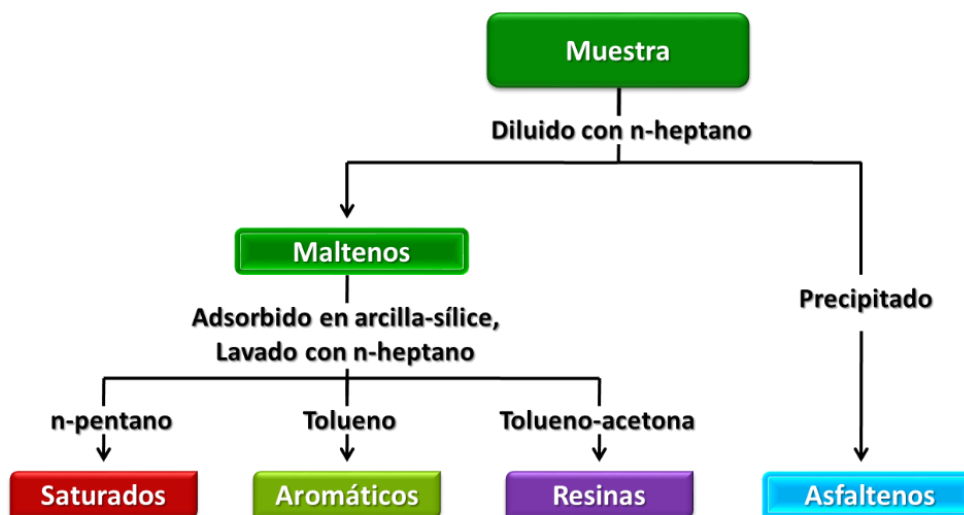 Muestra
Diluido con n-heptano
Maltenos
Precipitado
Adsorbido en arcilla-sílice,
Lavado con n-heptano
n-pentano
Tolueno
Tolueno-acetona
Saturados
Aromáticos
Resinas
Asfaltenos